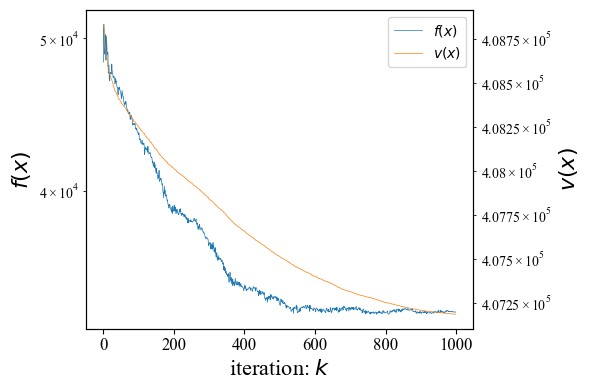 f(x)
v(x)
5 × 10⁴
4 × 10⁴
f(x)
4.0875 × 10⁵
4.085 × 10⁵
4.0825 × 10⁵
4.08 × 10⁵
4.0775 × 10⁵
4.075 × 10⁵
4.0725 × 10⁵
v(x)
0 200 400 600 800 1000
iteration: k